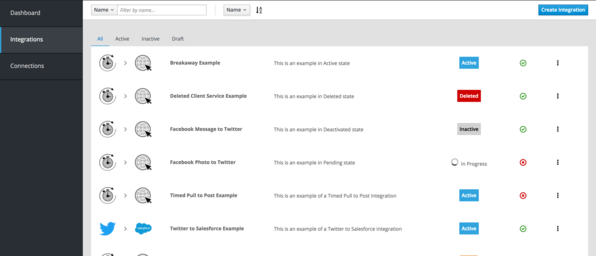 Dashboard
Integrations
Connections
Name
Filter by name...
Name
Create Integration
All Active Inactive Draft
Breakaway Example This is an example in Active state Active
Deleted Client Service Example This is an example in Deleted state Deleted
Facebook Message to Twitter This is an example in Deactivated state Inactive
Facebook Photo to Twitter This is an example in Pending state In Progress
Timed Pull to Post Example This is an example of a Timed Pull to Post Integration Active
Twitter to Salesforce Example This is an example of a Twitter to Salesforce Integration Active